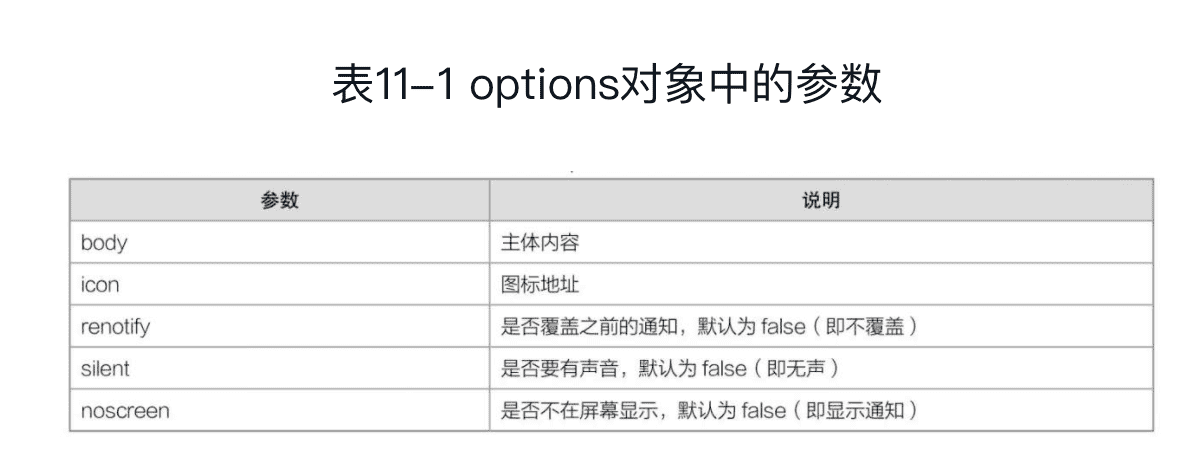 表11–1 options对象中的参数
参数 说明
body 主体内容
icon 图标地址
renotify 是否覆盖之前的通知，默认为 false（即不覆盖）
silent 是否要有声音，默认为 false（即无声）
noscreen 是否不在屏幕显示，默认为 false（即显示通知）